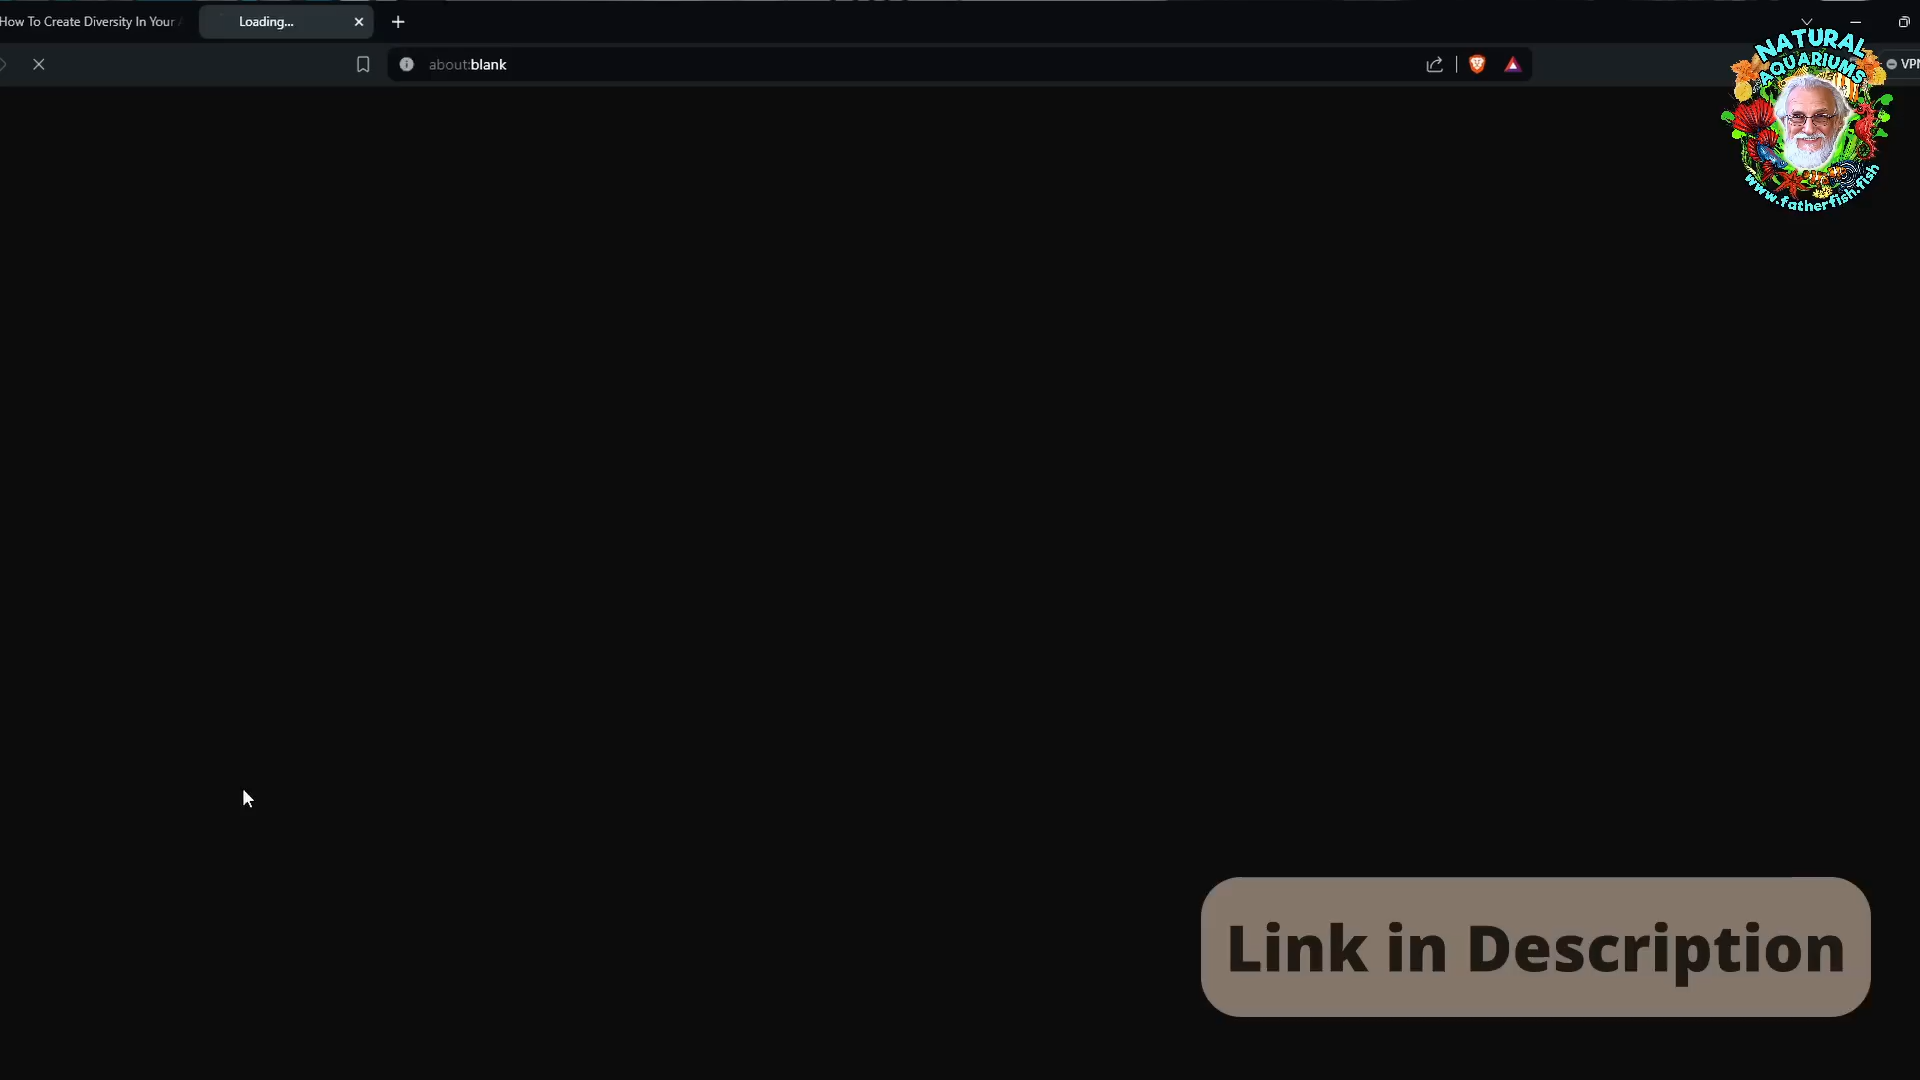 How To Create Diversity In Your
Loading...
about:blank
VPN
NATURAL
AQUARIUMS
www.fatherfish.fish
Link in Description